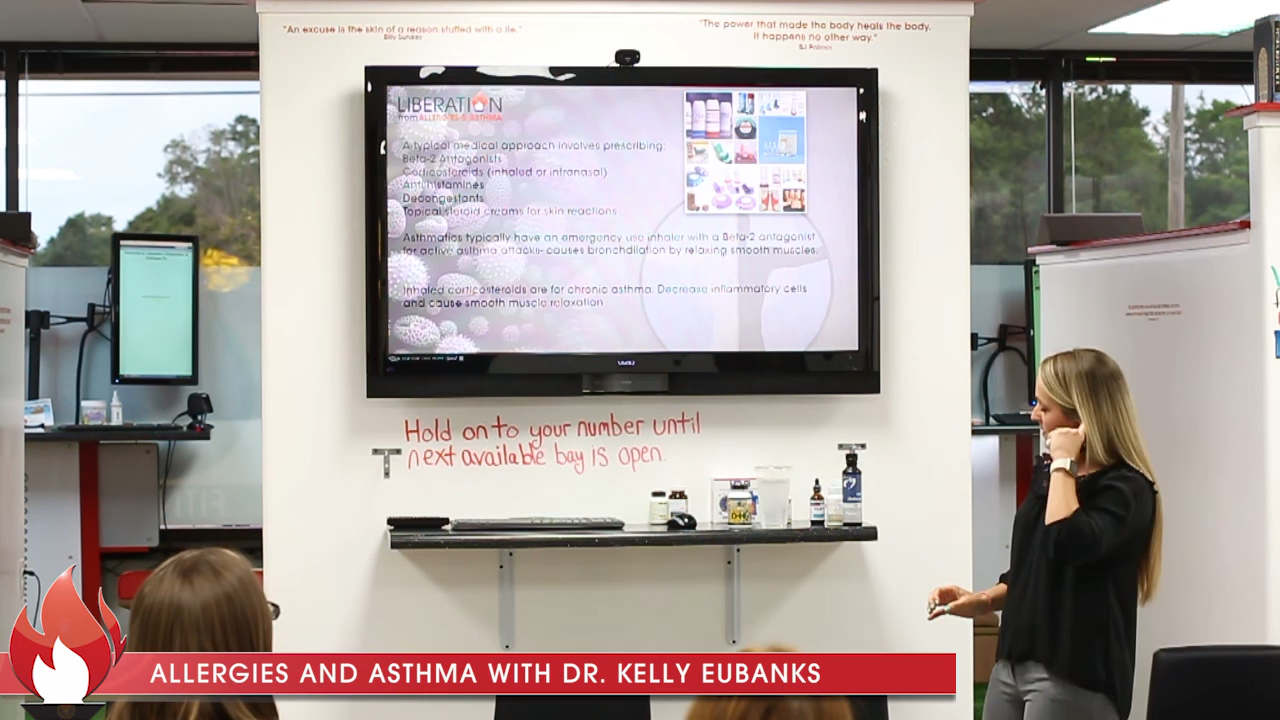 "An excuse is the skin of a reason stuffed with a lie."
Billy Sunday
"The power that made the body heals the body.
It happens no other way."
BJ Palmer
LIBERATION
from ALLERGIES & ASTHMA
A typical medical approach involves prescribing:
Beta-2 Antagonists
Corticosteroids (inhaled or intranasal)
Anti histamines
Decongestants
Topical steroid creams for skin reactions
Asthmatics typically have an emergency use inhaler with a Beta-2 antagonist
for active asthma attacks- causes bronchdilation by relaxing smooth muscles.
Inhaled corticosteroids are for chronic asthma. Decrease inflammatory cells
and cause smooth muscle relaxation
Hold on to your number until
next available bay is open.
ALLERGIES AND ASTHMA WITH DR. KELLY EUBANKS